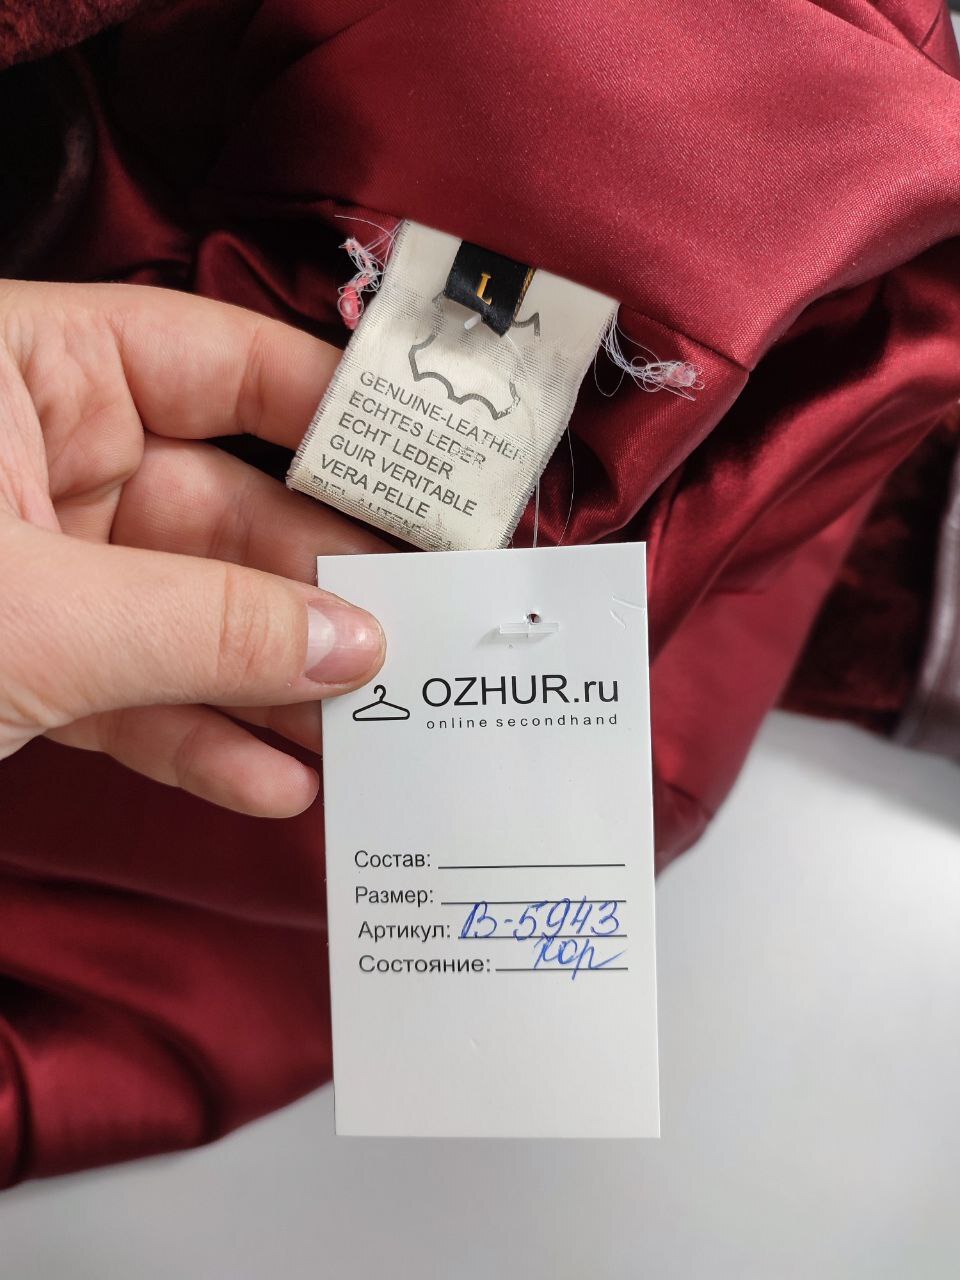 L
GENUINE-LEATHER
ECHTES LEDER
ECHT LEDER
GUIR VERITABLE
VERA PELLE
OZHUR.ru
online secondhand
Состав:
Размер:
Артикул: В-5943
Состояние: хор